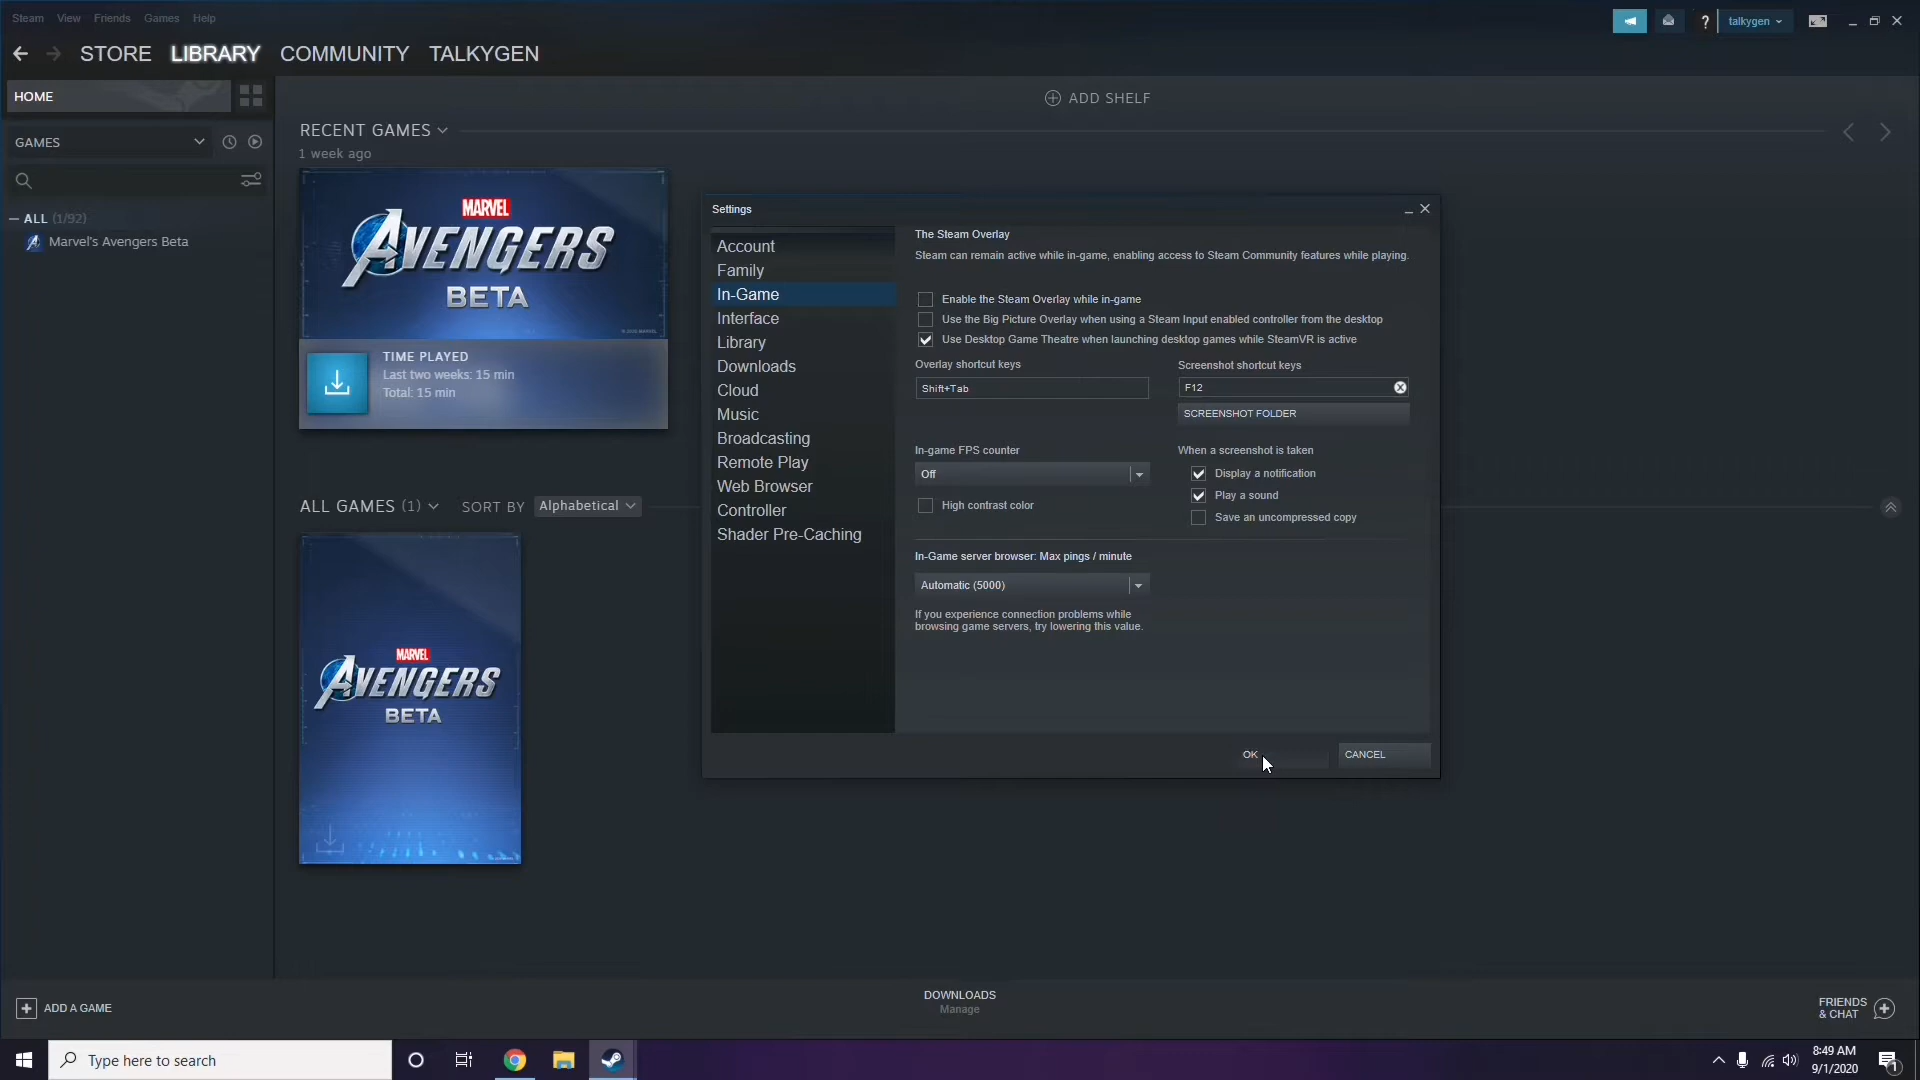 Steam View Friends Games Help
talkygen
STORE LIBRARY COMMUNITY TALKYGEN
HOME
ADD SHELF
GAMES
RECENT GAMES
1 week ago
ALL (1/92)
Marvel's Avengers Beta
MARVEL
AVENGERS
BETA
TIME PLAYED
Last two weeks: 15 min
Total: 15 min
ALL GAMES (1) SORT BY Alphabetical
MARVEL
AVENGERS
BETA
Settings
Account
Family
In-Game
Interface
Library
Downloads
Cloud
Music
Broadcasting
Remote Play
Web Browser
Controller
Shader Pre-Caching
The Steam Overlay
Steam can remain active while in-game, enabling access to Steam Community features while playing.
Enable the Steam Overlay while in-game
Use the Big Picture Overlay when using a Steam Input enabled controller from the desktop
Use Desktop Game Theatre when launching desktop games while SteamVR is active
Overlay shortcut keys
Shift+Tab
Screenshot shortcut keys
F12
SCREENSHOT FOLDER
In-game FPS counter
Off
High contrast color
When a screenshot is taken
Display a notification
Play a sound
Save an uncompressed copy
In-Game server browser: Max pings / minute
Automatic (5000)
If you experience connection problems while
browsing game servers, try lowering this value.
OK
CANCEL
ADD A GAME
DOWNLOADS
Manage
FRIENDS
& CHAT
Type here to search
8:49 AM
9/1/2020
1